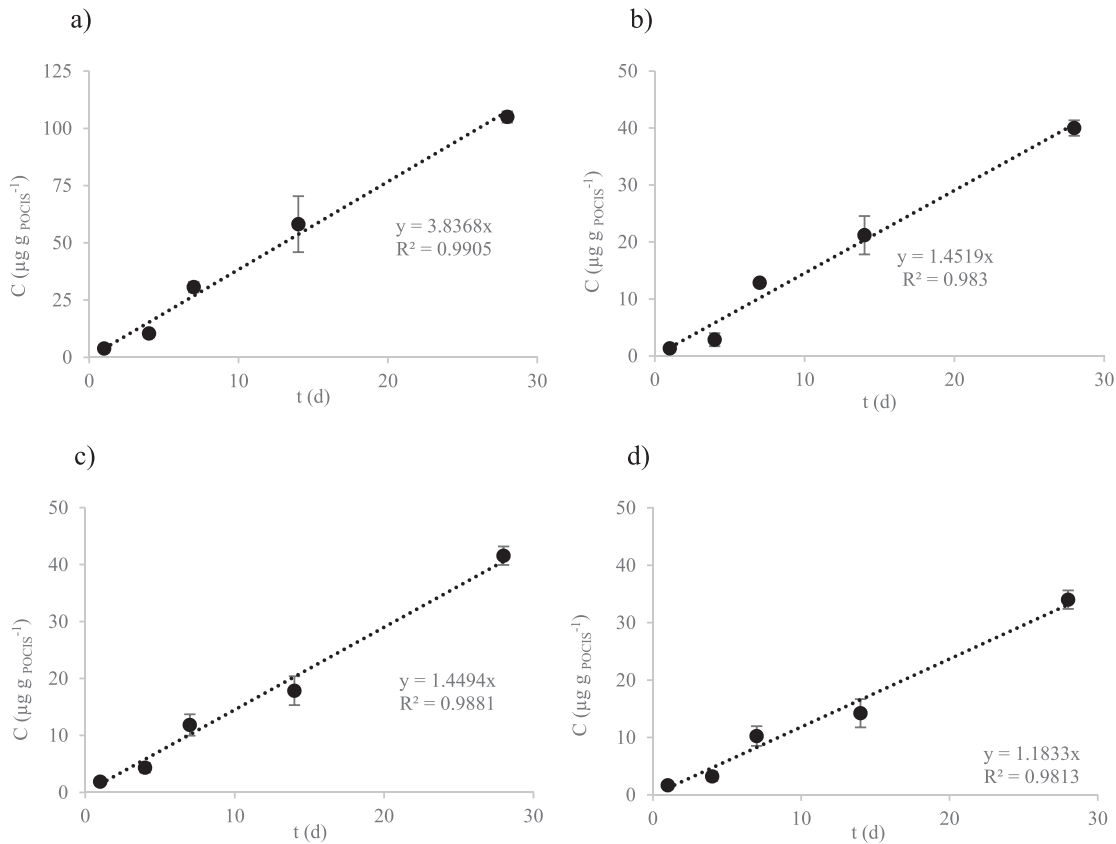 a)
125
100
75
50
25
0
C (µg g POCIS⁻¹)
y = 3.8368x
R² = 0.9905
0 10 20 30
t (d)
b)
50
40
30
20
10
0
C (µg g POCIS⁻¹)
y = 1.4519x
R² = 0.983
0 10 20 30
t (d)
c)
50
40
30
20
10
0
C (µg g POCIS⁻¹)
y = 1.4494x
R² = 0.9881
0 10 20 30
t (d)
d)
50
40
30
20
10
0
C (µg g POCIS⁻¹)
y = 1.1833x
R² = 0.9813
0 10 20 30
t (d)